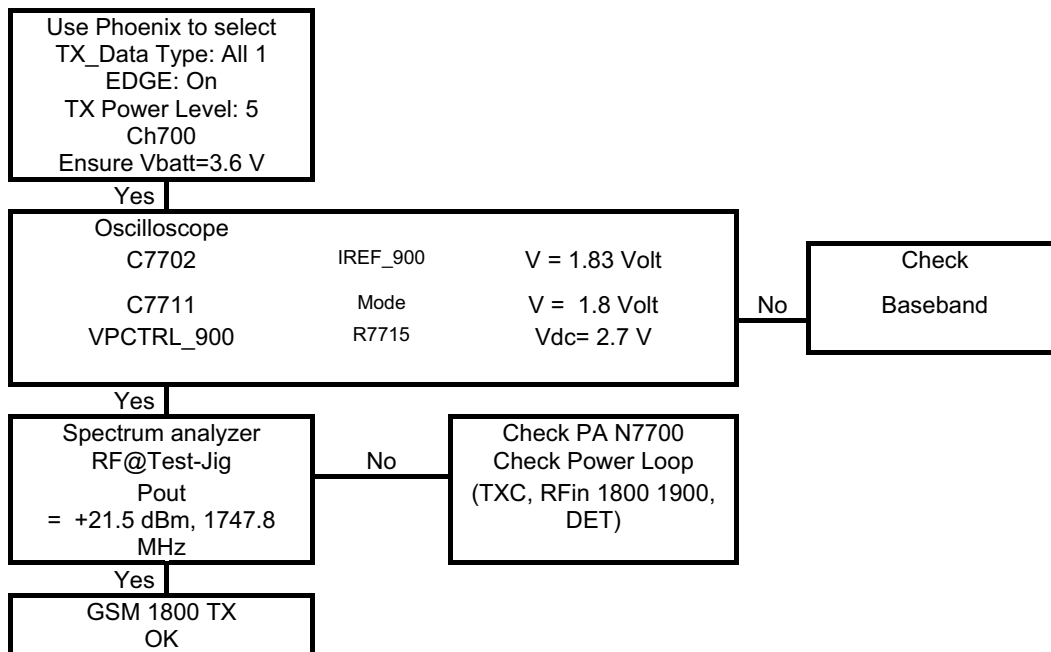 Use Phoenix to select
TX_Data Type: All 1
EDGE: On
TX Power Level: 5
Ch700
Ensure Vbatt=3.6 V
Yes
Oscilloscope
C7702 IREF_900 V = 1.83 Volt
C7711 Mode V = 1.8 Volt
VPCTRL_900 R7715 Vdc= 2.7 V
No
Check
Baseband
Yes
Spectrum analyzer
RF@Test-Jig
Pout
= +21.5 dBm, 1747.8
MHz
No
Check PA N7700
Check Power Loop
(TXC, RFin 1800 1900,
DET)
Yes
GSM 1800 TX
OK